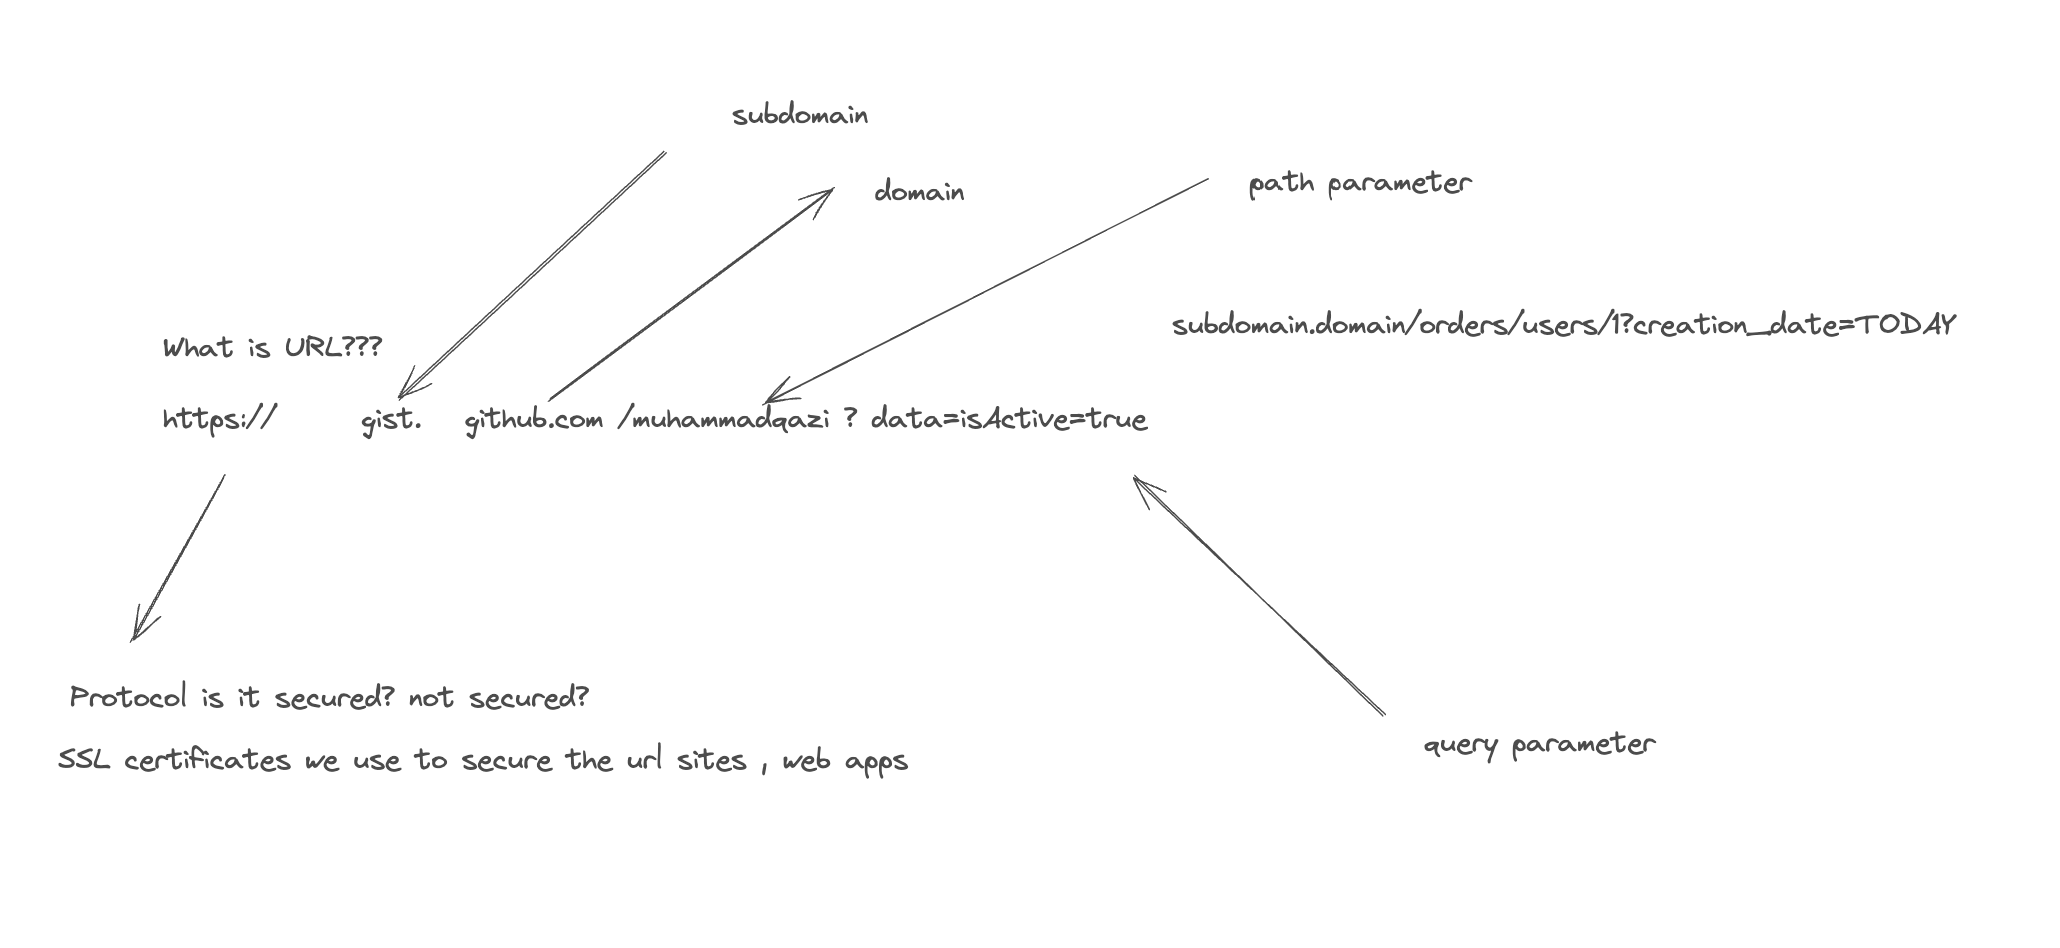 subdomain
domain
path parameter
subdomain.domain/orders/users/1?creation_date=TODAY
What is URL???
https:// gist. github.com /muhammadqazi ? data=isActive=true
Protocol is it secured? not secured?
query parameter
SSL certificates we use to secure the url sites , web apps